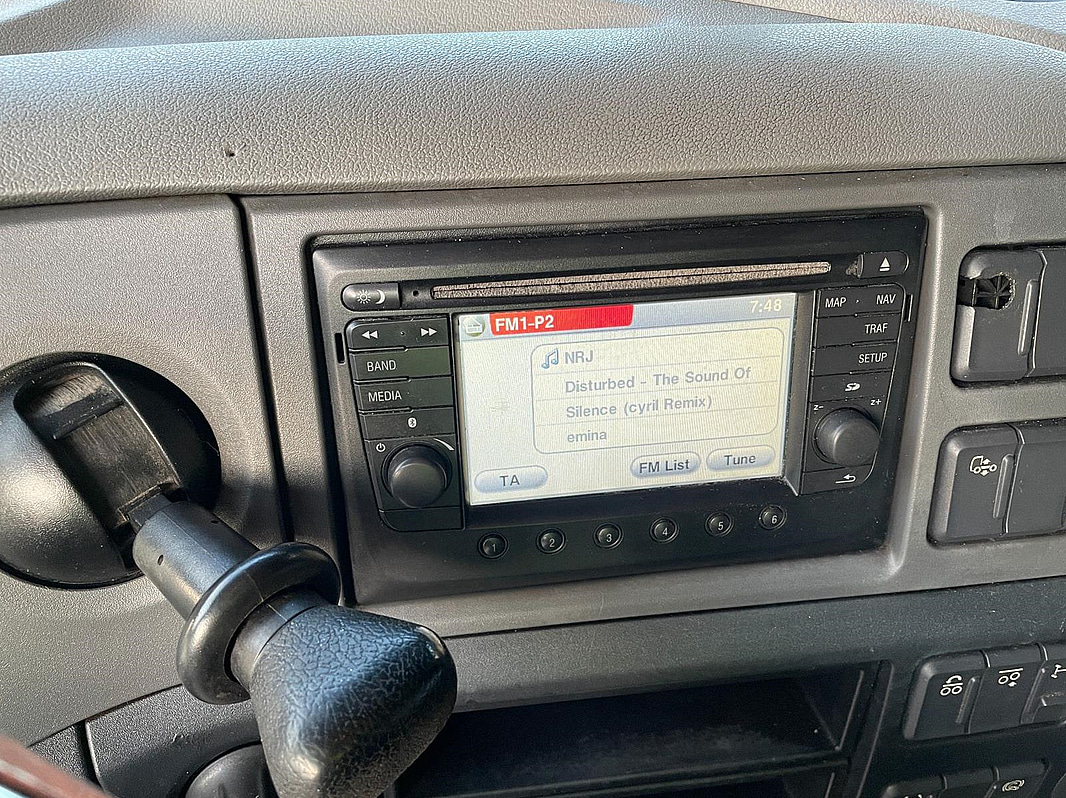 MAP · NAV
TRAF
SETUP
SD
z- z+
BAND
MEDIA
FM1-P2
7:48
NRJ
Disturbed - The Sound Of
Silence (cyril Remix)
emina
TA
FM List
Tune
1 2 3 4 5 6